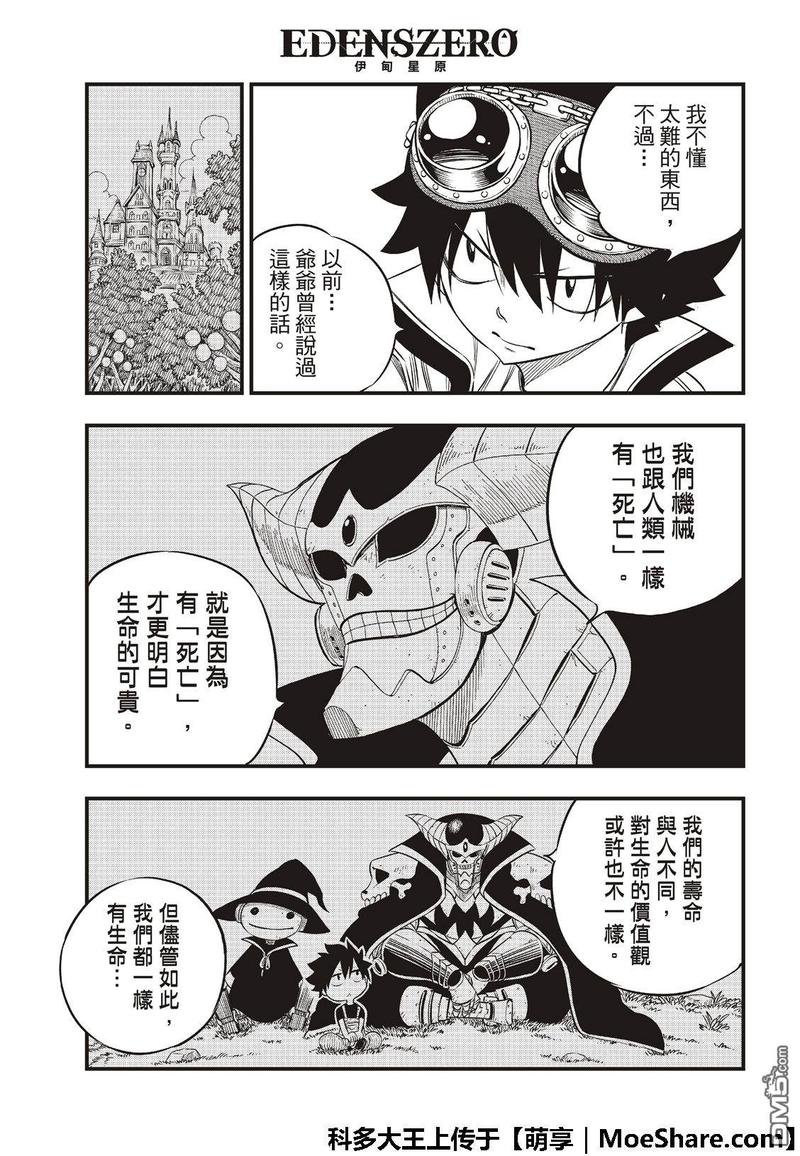 EDENSZERO
伊甸星原
我不懂
太難的東西，
不過…
以前…
爺爺曾經說過
這樣的話。
我們機械
也跟人類一樣
有「死亡」。
就是因為
有「死亡」，
才更明白
生命的可貴。
我們的壽命
與人不同，
對生命的價值觀
或許也不一樣。
但儘管如此，
我們都一樣
有生命…
科多大王上传于【萌享｜MoeShare.com】